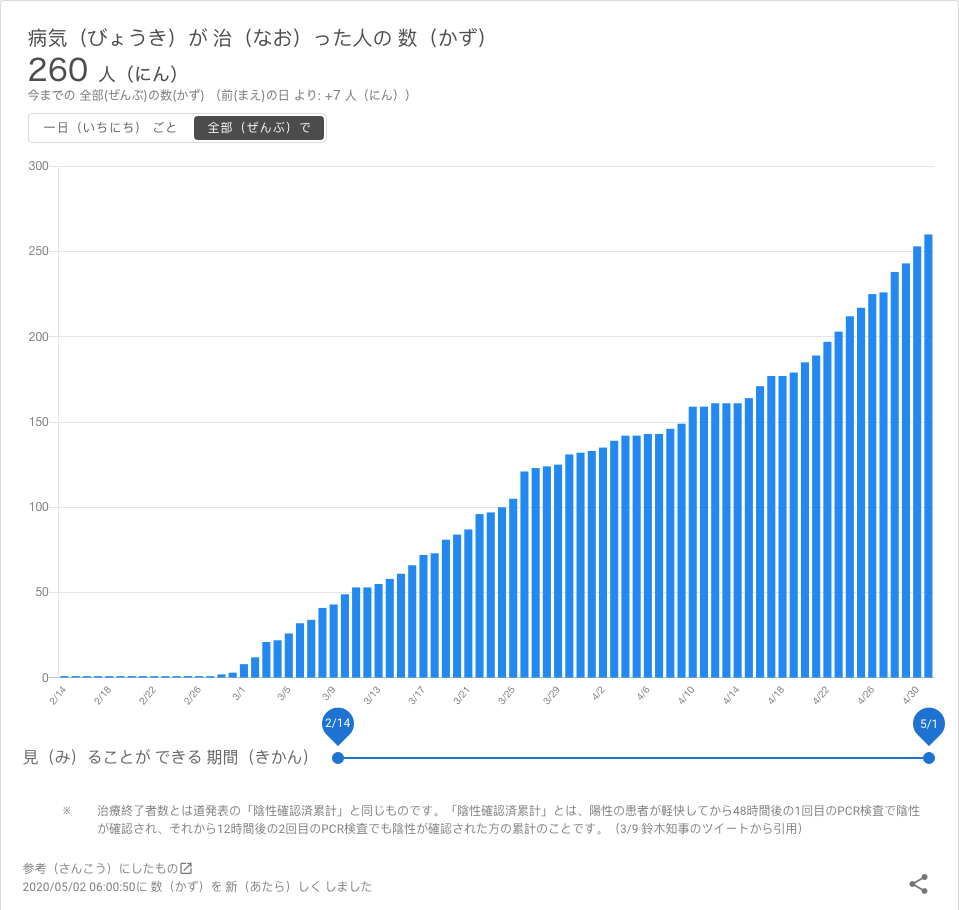 病気（びょうき）が 治（なお）った人の 数（かず）
260 人（にん）
今までの 全部(ぜんぶ)の数(かず) （前(まえ)の日 より: +7 人（にん））
一日（いちにち） ごと 全部（ぜんぶ）で
300
250
200
150
100
50
0
2/14 2/18 2/22 2/26 3/1 3/5 3/9 3/13 3/17 3/21 3/25 3/29 4/2 4/6 4/10 4/14 4/18 4/22 4/26 4/30
2/14 5/1
見（み）ることが できる 期間（きかん）
※ 治療終了者数とは道発表の「陰性確認済累計」と同じものです。「陰性確認済累計」とは、陽性の患者が軽快してから48時間後の1回目のPCR検査で陰性
が確認され、それから12時間後の2回目のPCR検査でも陰性が確認された方の累計のことです。（3/9 鈴木知事のツイートから引用）
参考（さんこう）にしたもの
2020/05/02 06:00:50に 数（かず）を 新（あたら）しく しました